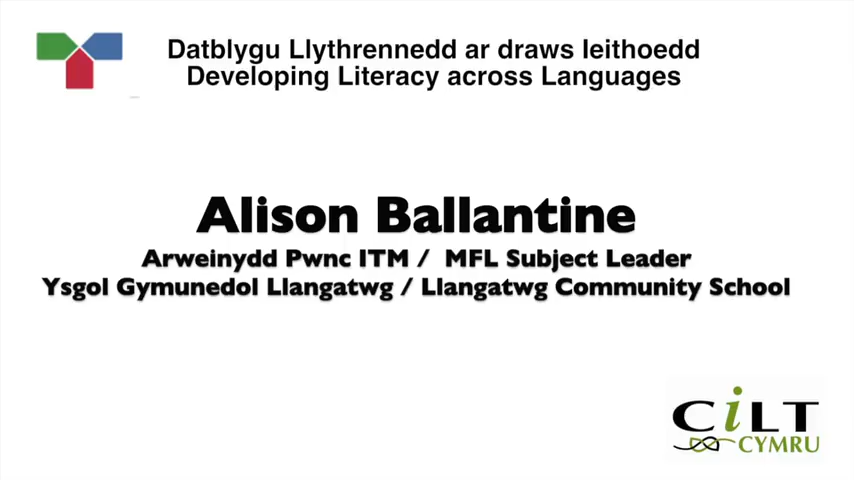 Datblygu Llythrennedd ar draws Ieithoedd
Developing Literacy across Languages
Alison Ballantine
Arweinydd Pwnc ITM / MFL Subject Leader
Ysgol Gymunedol Llangatwg / Llangatwg Community School
CiLT
CYMRU